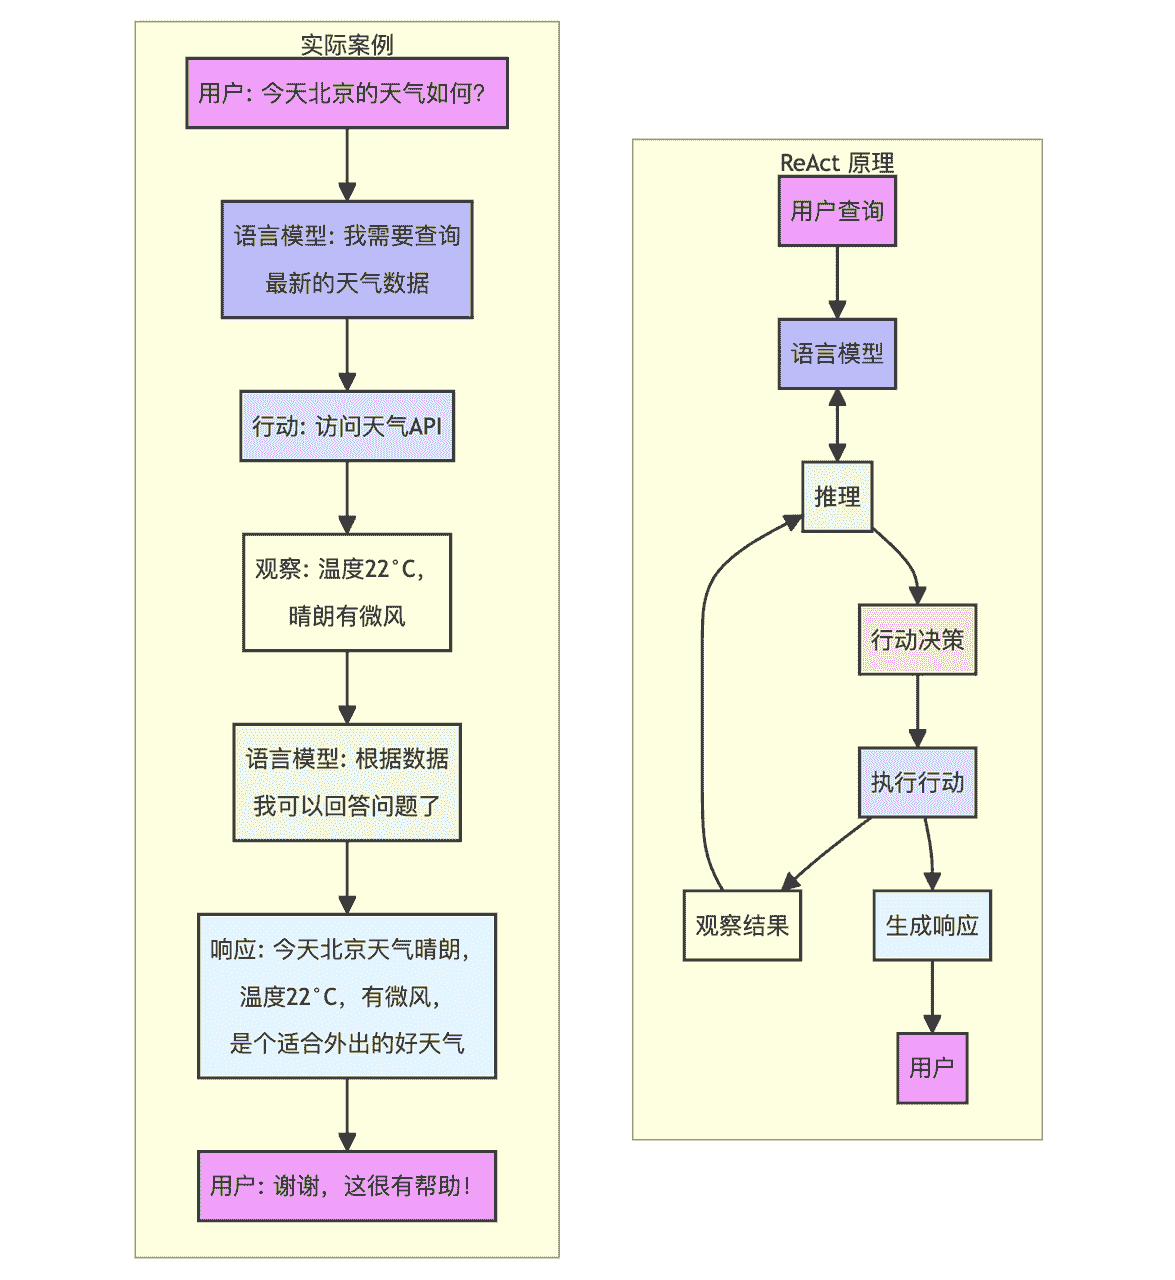 实际案例
用户: 今天北京的天气如何?
语言模型: 我需要查询
最新的天气数据
行动: 访问天气API
观察: 温度22°C，
晴朗有微风
语言模型: 根据数据
我可以回答问题了
响应: 今天北京天气晴朗，
温度22°C，有微风，
是个适合外出的好天气
用户: 谢谢，这很有帮助!
ReAct 原理
用户查询
语言模型
推理
行动决策
执行行动
观察结果
生成响应
用户